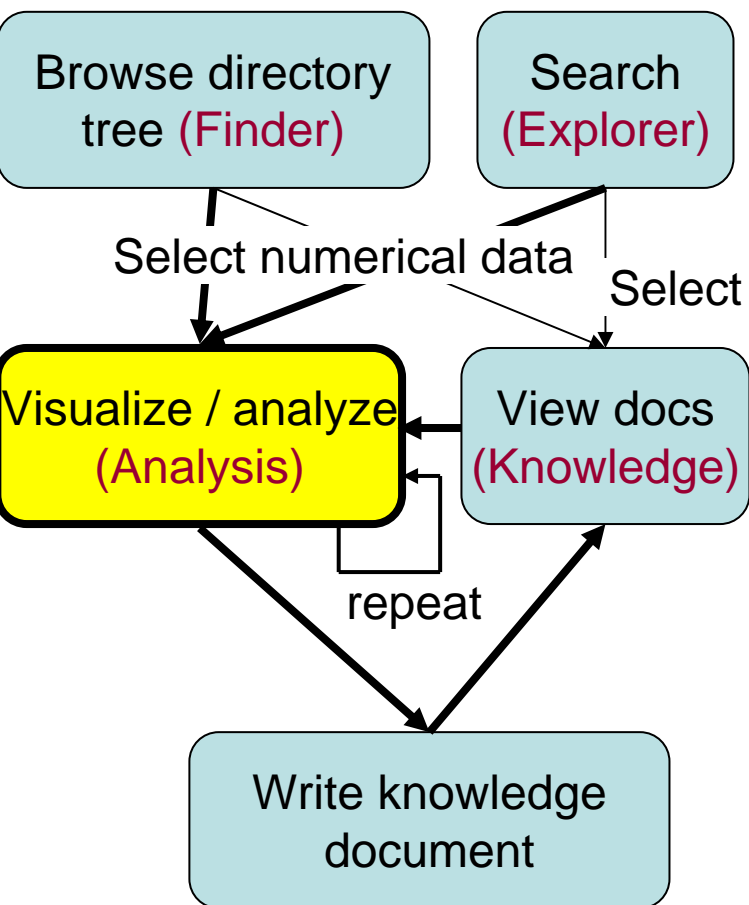 Browse directory
tree (Finder)
Search
(Explorer)
Select numerical data
Select
Visualize / analyze
(Analysis)
View docs
(Knowledge)
repeat
Write knowledge
document